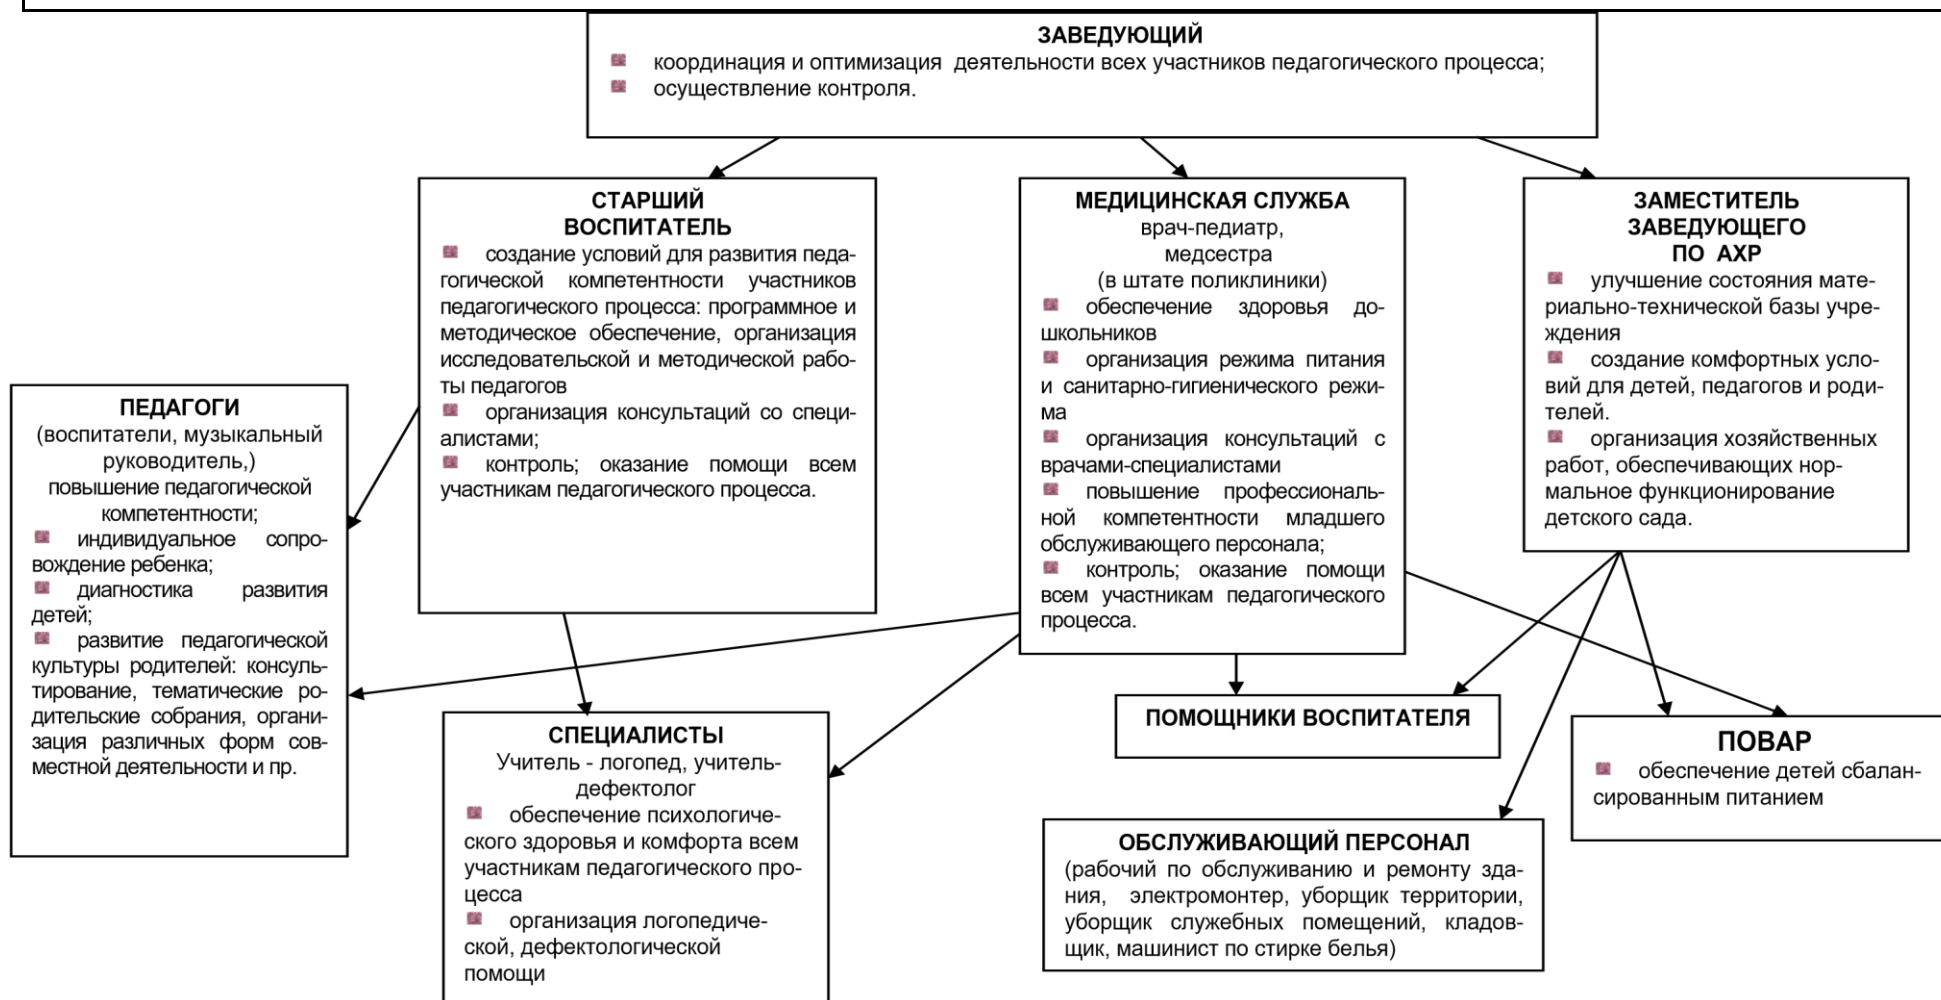 ЗАВЕДУЮЩИЙ
координация и оптимизация деятельности всех участников педагогического процесса;
осуществление контроля.
СТАРШИЙ
ВОСПИТАТЕЛЬ
создание условий для развития педа-
гогической компетентности участников
педагогического процесса: программное и
методическое обеспечение, организация
исследовательской и методической рабо-
ты педагогов
организация консультаций со специ-
алистами;
контроль; оказание помощи всем
участникам педагогического процесса.
МЕДИЦИНСКАЯ СЛУЖБА
врач-педиатр,
медсестра
(в штате поликлиники)
обеспечение здоровья до-
школьников
организация режима питания
и санитарно-гигиенического режи-
ма
организация консультаций с
врачами-специалистами
повышение профессиональ-
ной компетентности младшего
обслуживающего персонала;
контроль; оказание помощи
всем участникам педагогического
процесса.
ЗАМЕСТИТЕЛЬ
ЗАВЕДУЮЩЕГО
ПО АХР
улучшение состояния мате-
риально-технической базы учре-
ждения
создание комфортных усло-
вий для детей, педагогов и роди-
телей.
организация хозяйственных
работ, обеспечивающих нор-
мальное функционирование
детского сада.
ПЕДАГОГИ
(воспитатели, музыкальный
руководитель,)
повышение педагогической
компетентности;
индивидуальное сопро-
вождение ребенка;
диагностика развития
детей;
развитие педагогической
культуры родителей: консуль-
тирование, тематические ро-
дительские собрания, органи-
зация различных форм сов-
местной деятельности и пр.
СПЕЦИАЛИСТЫ
Учитель - логопед, учитель-
дефектолог
обеспечение психологиче-
ского здоровья и комфорта всем
участникам педагогического про-
цесса
организация логопедиче-
ской, дефектологической
помощи
ПОМОЩНИКИ ВОСПИТАТЕЛЯ
ПОВАР
обеспечение детей сбалан-
сированным питанием
ОБСЛУЖИВАЮЩИЙ ПЕРСОНАЛ
(рабочий по обслуживанию и ремонту зда-
ния, электромонтер, уборщик территории,
уборщик служебных помещений, кладов-
щик, машинист по стирке белья)